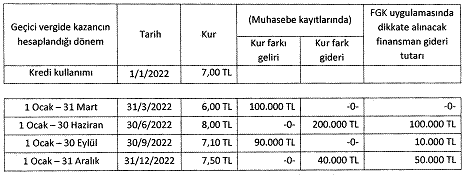 Geçici vergide kazancın hesaplandığı dönem | Tarih | Kur | (Muhasebe kayıtlarında) Kur farkı geliri | Kur fark gideri | FGK uygulamasında dikkate alınacak finansman gideri tutarı
Kredi kullanımı | 1/1/2022 | 7,00 TL
1 Ocak – 31 Mart | 31/3/2022 | 6,00 TL | 100.000 TL | -0- | -0-
1 Ocak – 30 Haziran | 30/6/2022 | 8,00 TL | -0- | 200.000 TL | 100.000 TL
1 Ocak – 30 Eylül | 30/9/2022 | 7,10 TL | 90.000 TL | -0- | 10.000 TL
1 Ocak – 31 Aralık | 31/12/2022 | 7,50 TL | -0- | 40.000 TL | 50.000 TL